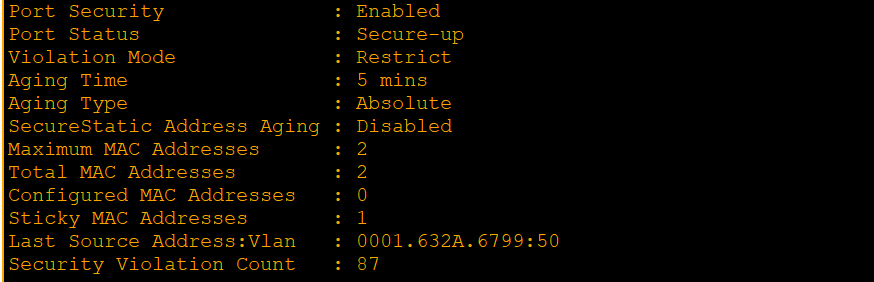 Port Security              : Enabled
Port Status                : Secure-up
Violation Mode             : Restrict
Aging Time                 : 5 mins
Aging Type                 : Absolute
SecureStatic Address Aging : Disabled
Maximum MAC Addresses      : 2
Total MAC Addresses        : 2
Configured MAC Addresses   : 0
Sticky MAC Addresses       : 1
Last Source Address:Vlan   : 0001.632A.6799:50
Security Violation Count   : 87